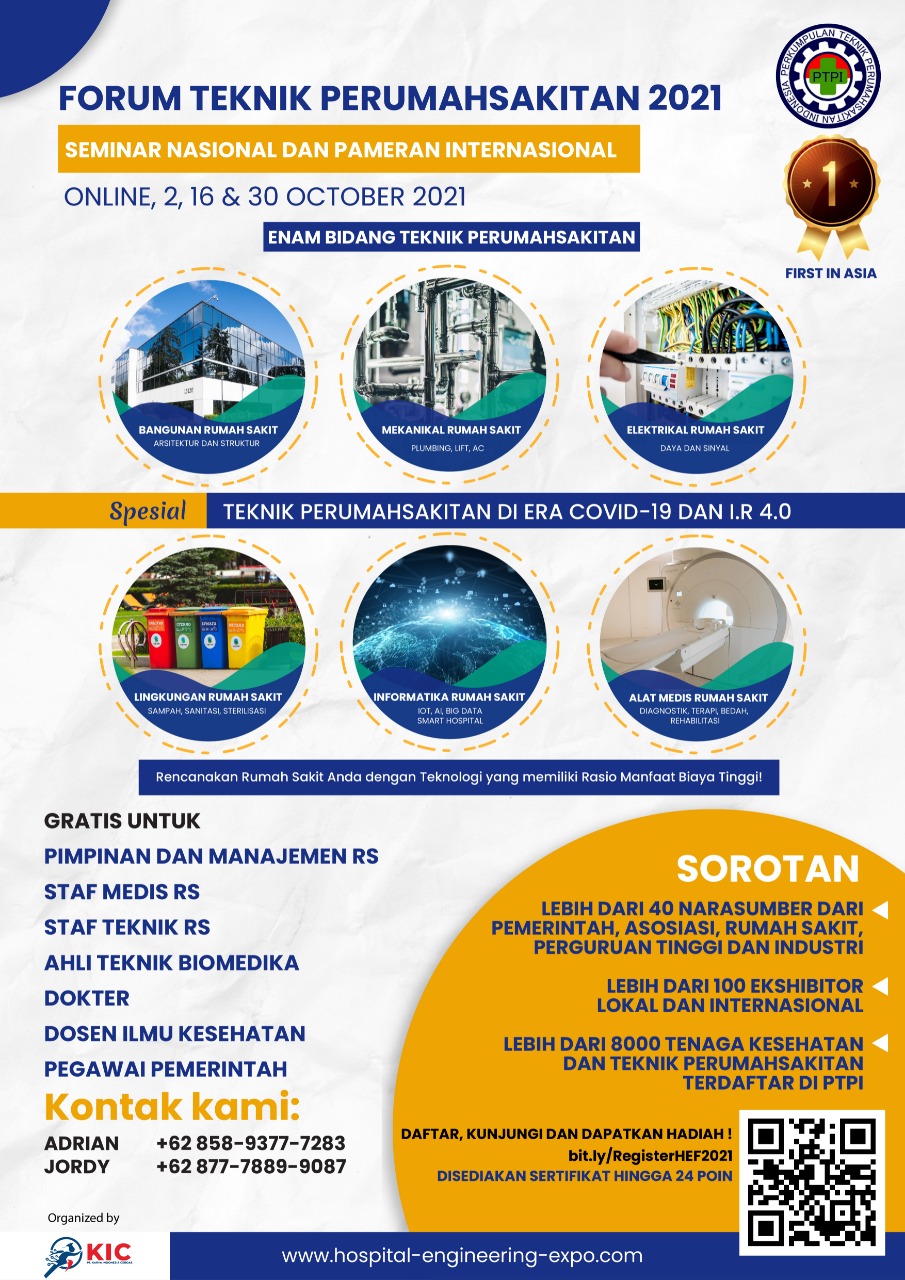 PERKUMPULAN TEKNIK PERUMAHSAKITAN INDONESIA
PTPI
FORUM TEKNIK PERUMAHSAKITAN 2021
SEMINAR NASIONAL DAN PAMERAN INTERNASIONAL
ONLINE, 2, 16 & 30 OCTOBER 2021
1
FIRST IN ASIA
ENAM BIDANG TEKNIK PERUMAHSAKITAN
BANGUNAN RUMAH SAKIT
ARSITEKTUR DAN STRUKTUR
MEKANIKAL RUMAH SAKIT
PLUMBING, LIFT, AC
ELEKTRIKAL RUMAH SAKIT
DAYA DAN SINYAL
Spesial
TEKNIK PERUMAHSAKITAN DI ERA COVID-19 DAN I.R 4.0
LINGKUNGAN RUMAH SAKIT
SAMPAH, SANITASI, STERILISASI
INFORMATIKA RUMAH SAKIT
IOT, AI, BIG DATA
SMART HOSPITAL
ALAT MEDIS RUMAH SAKIT
DIAGNOSTIK, TERAPI, BEDAH,
REHABILITASI
Rencanakan Rumah Sakit Anda dengan Teknologi yang memiliki Rasio Manfaat Biaya Tinggi!
GRATIS UNTUK
PIMPINAN DAN MANAJEMEN RS
STAF MEDIS RS
STAF TEKNIK RS
AHLI TEKNIK BIOMEDIKA
DOKTER
DOSEN ILMU KESEHATAN
PEGAWAI PEMERINTAH
Kontak kami:
ADRIAN +62 858-9377-7283
JORDY +62 877-7889-9087
SOROTAN
LEBIH DARI 40 NARASUMBER DARI
PEMERINTAH, ASOSIASI, RUMAH SAKIT,
PERGURUAN TINGGI DAN INDUSTRI
LEBIH DARI 100 EKSHIBITOR
LOKAL DAN INTERNASIONAL
LEBIH DARI 8000 TENAGA KESEHATAN
DAN TEKNIK PERUMAHSAKITAN
TERDAFTAR DI PTPI
DAFTAR, KUNJUNGI DAN DAPATKAN HADIAH !
bit.ly/RegisterHEF2021
DISEDIAKAN SERTIFIKAT HINGGA 24 POIN
Organized by
KIC
www.hospital-engineering-expo.com